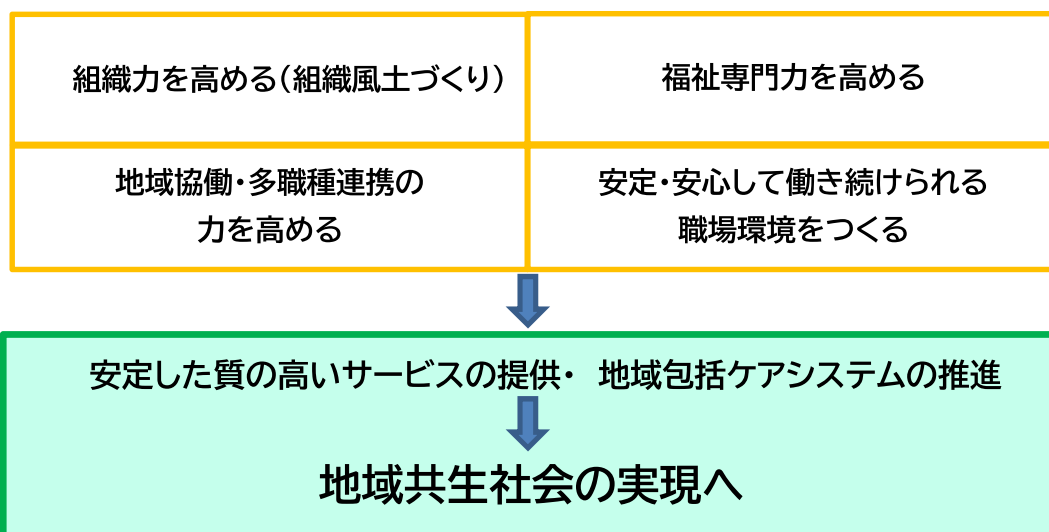 組織力を高める（組織風土づくり）
福祉専門力を高める
地域協働・多職種連携の
力を高める
安定・安心して働き続けられる
職場環境をつくる
安定した質の高いサービスの提供・ 地域包括ケアシステムの推進
地域共生社会の実現へ